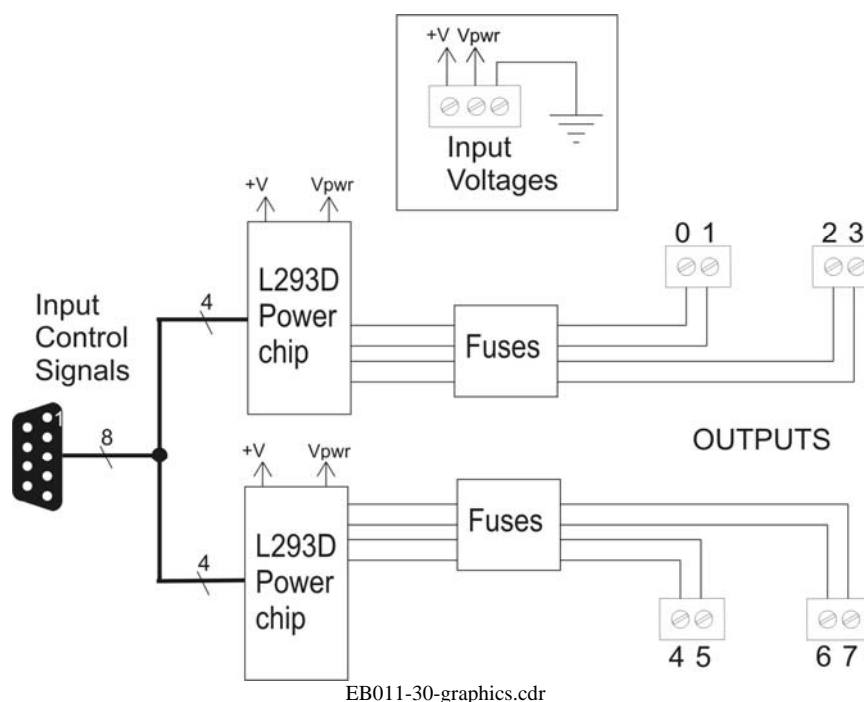 +V Vpwr
Input
Voltages
+V Vpwr
L293D
Power
chip
4
Input
Control
Signals
1
8
Fuses
0 1
2 3
OUTPUTS
+V Vpwr
L293D
Power
chip
4
Fuses
4 5
6 7
EB011-30-graphics.cdr